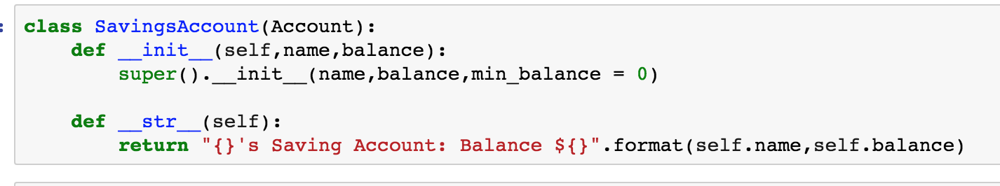 :
class SavingsAccount(Account):
    def __init__(self,name,balance):
        super().__init__(name,balance,min_balance = 0)
    def __str__(self):
        return "{}'s Saving Account: Balance ${}".format(self.name,self.balance)